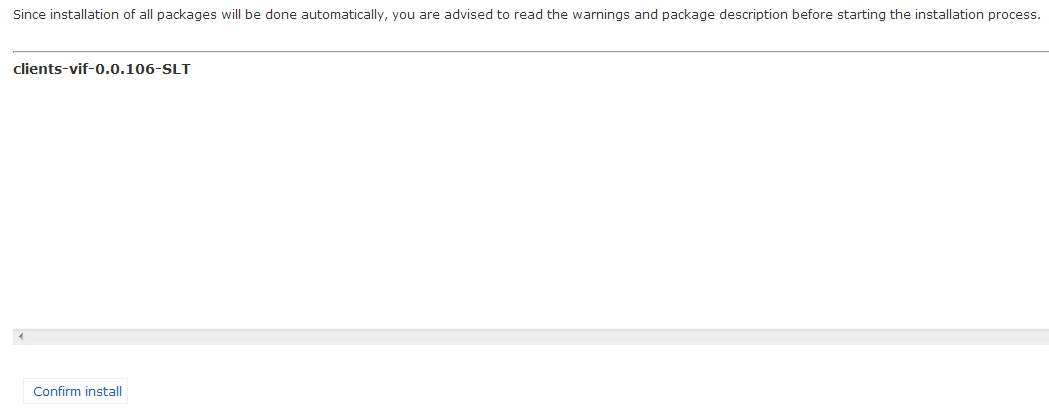 Since installation of all packages will be done automatically, you are advised to read the warnings and package description before starting the installation process.
clients-vif-0.0.106-SLT
Confirm install